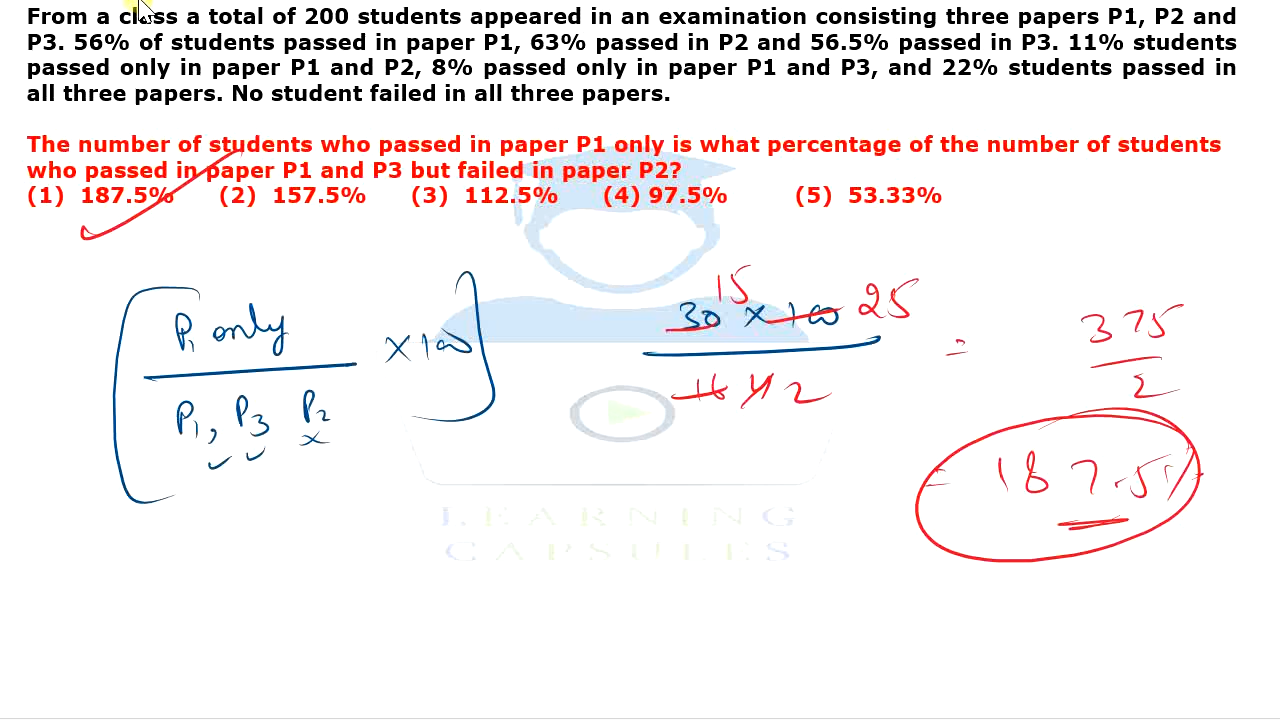 From a class a total of 200 students appeared in an examination consisting three papers P1, P2 and
P3. 56% of students passed in paper P1, 63% passed in P2 and 56.5% passed in P3. 11% students
passed only in paper P1 and P2, 8% passed only in paper P1 and P3, and 22% students passed in
all three papers. No student failed in all three papers.
The number of students who passed in paper P1 only is what percentage of the number of students
who passed in paper P1 and P3 but failed in paper P2?
(1) 187.5% (2) 157.5% (3) 112.5% (4) 97.5% (5) 53.33%
P1 only
× 100
P1, P3 P2
15
30 × 100 25
16 4 2
= 375
2
= 187.5%
LEARNING
CAPSULES